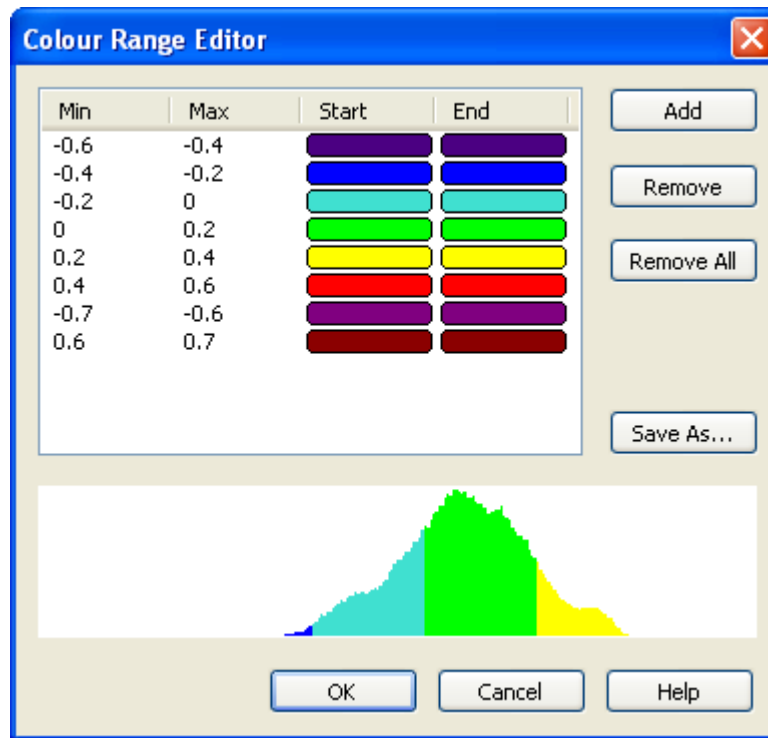 Colour Range Editor
Min Max Start End
-0.6 -0.4
-0.4 -0.2
-0.2 0
0 0.2
0.2 0.4
0.4 0.6
-0.7 -0.6
0.6 0.7
Add
Remove
Remove All
Save As...
OK Cancel Help